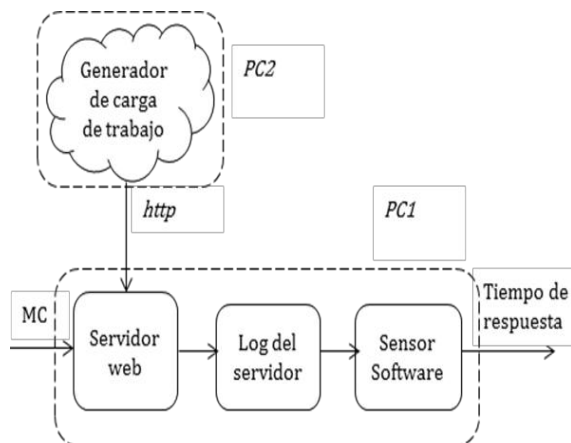 Generador
de carga
de trabajo
PC2
http
PC1
MC
Servidor
web
Log del
servidor
Sensor
Software
Tiempo de
respuesta